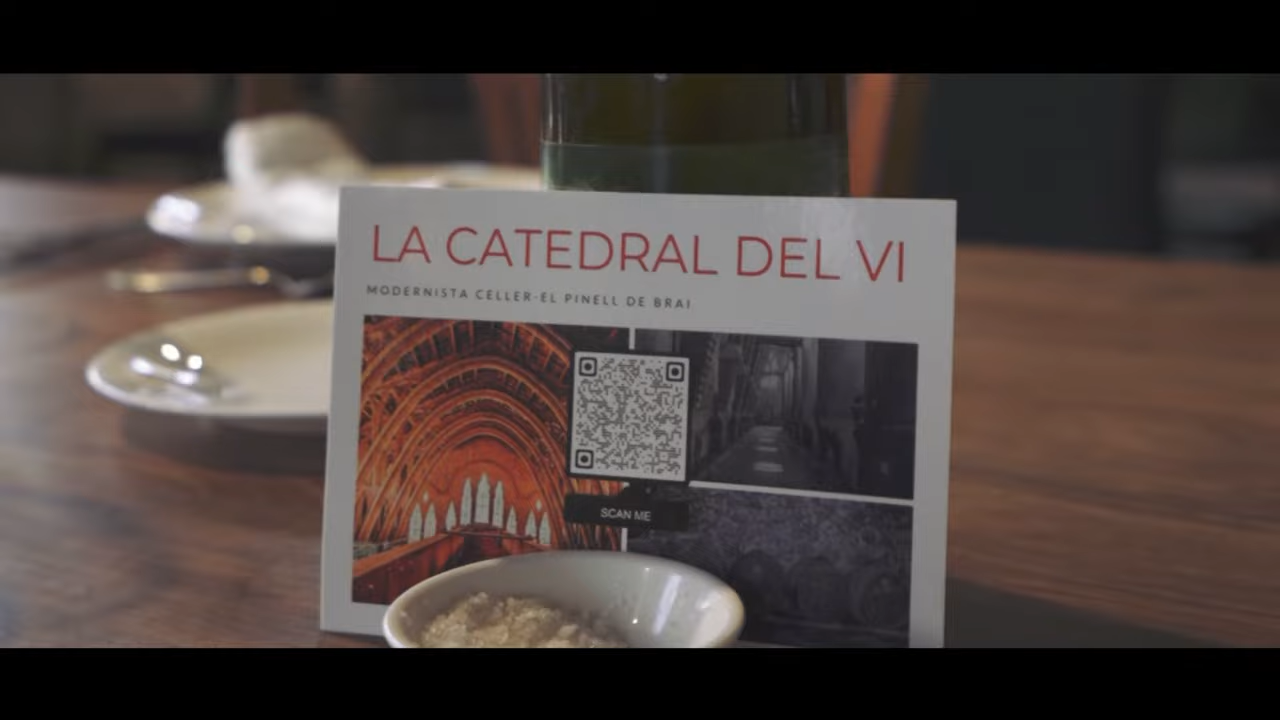 LA CATEDRAL DEL VI
MODERNISTA CELLER-EL PINELL DE BRAI
SCAN ME